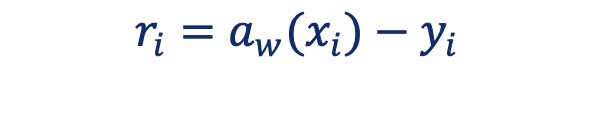 rᵢ = a_w(xᵢ) − yᵢ